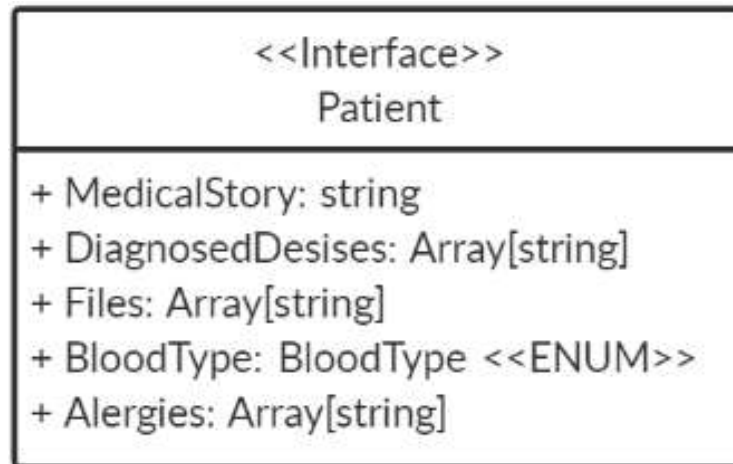 <<Interface>>
Patient
+ MedicalStory: string
+ DiagnosedDesises: Array[string]
+ Files: Array[string]
+ BloodType: BloodType <<ENUM>>
+ Alergies: Array[string]